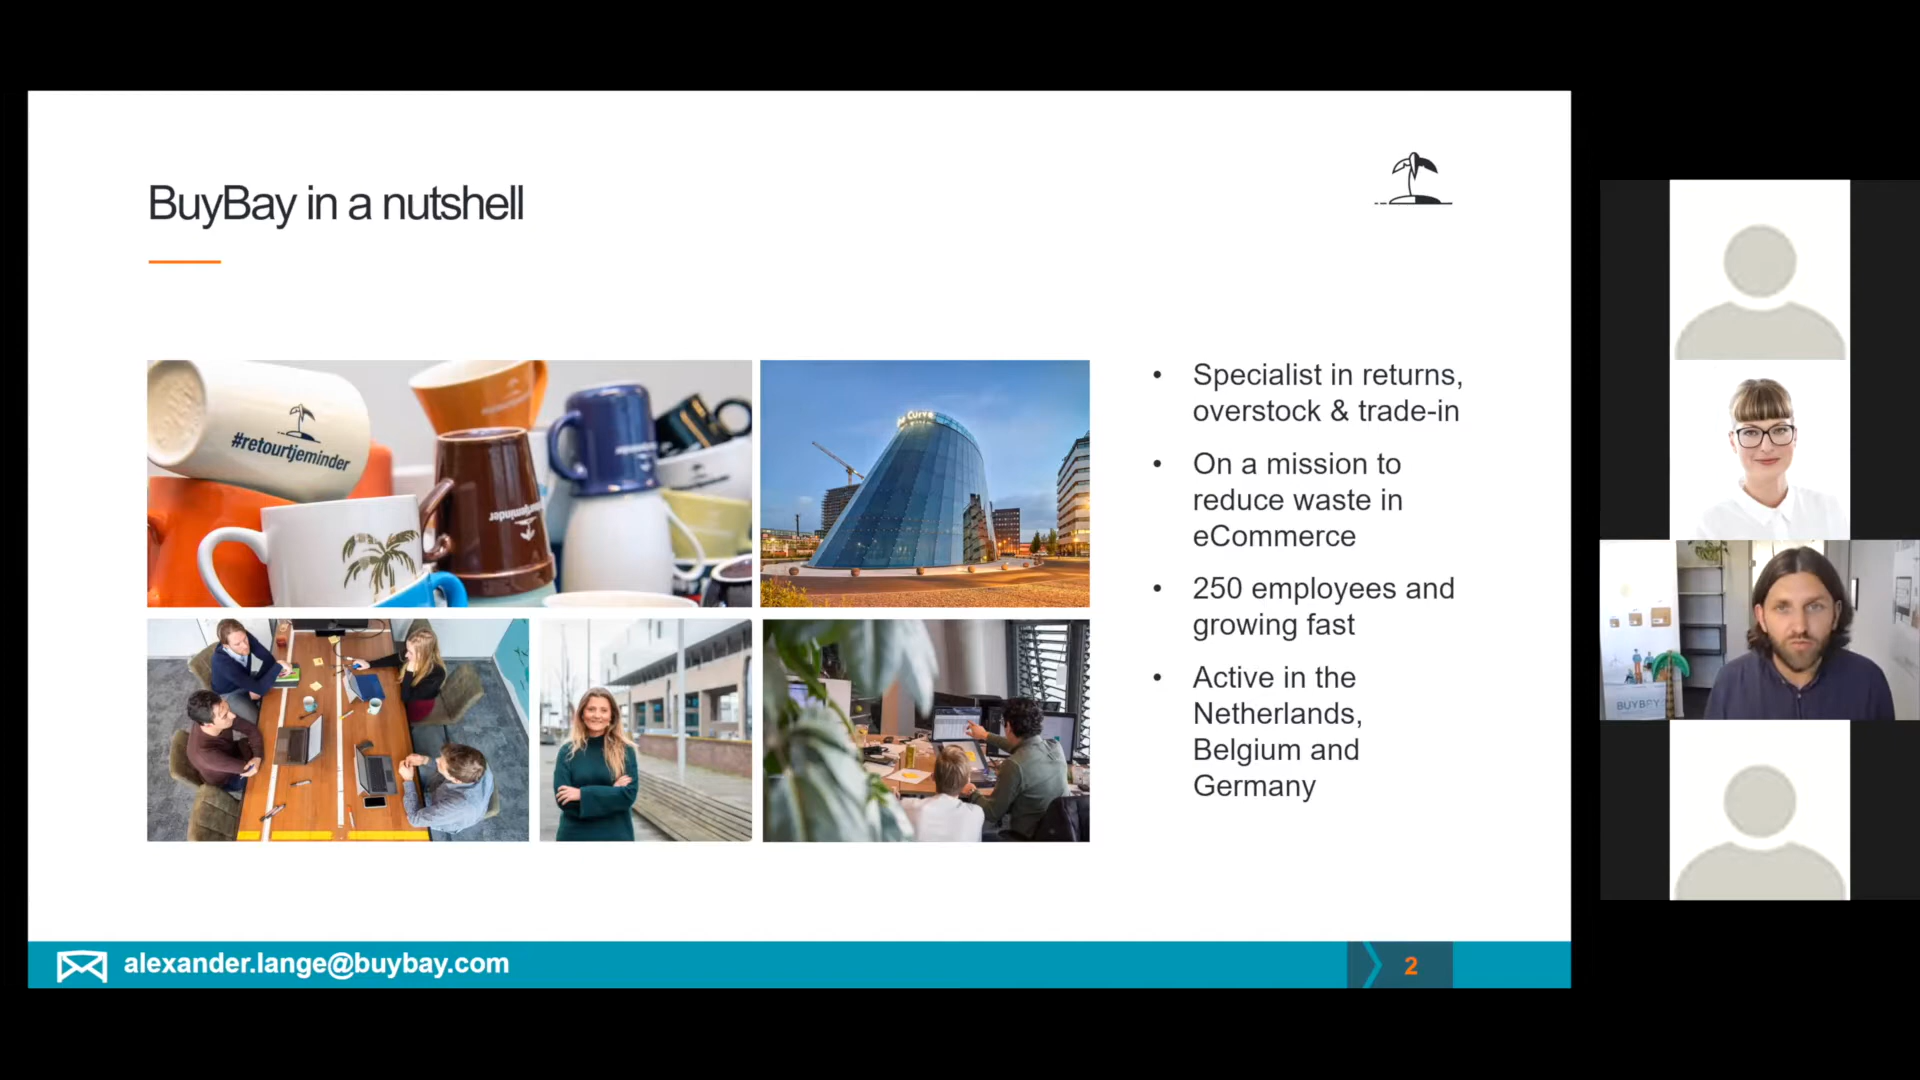 BuyBay in a nutshell
#retourtjeminder
• Specialist in returns,
overstock & trade-in
• On a mission to
reduce waste in
eCommerce
• 250 employees and
growing fast
• Active in the
Netherlands,
Belgium and
Germany
BUYBAY
alexander.lange@buybay.com
2